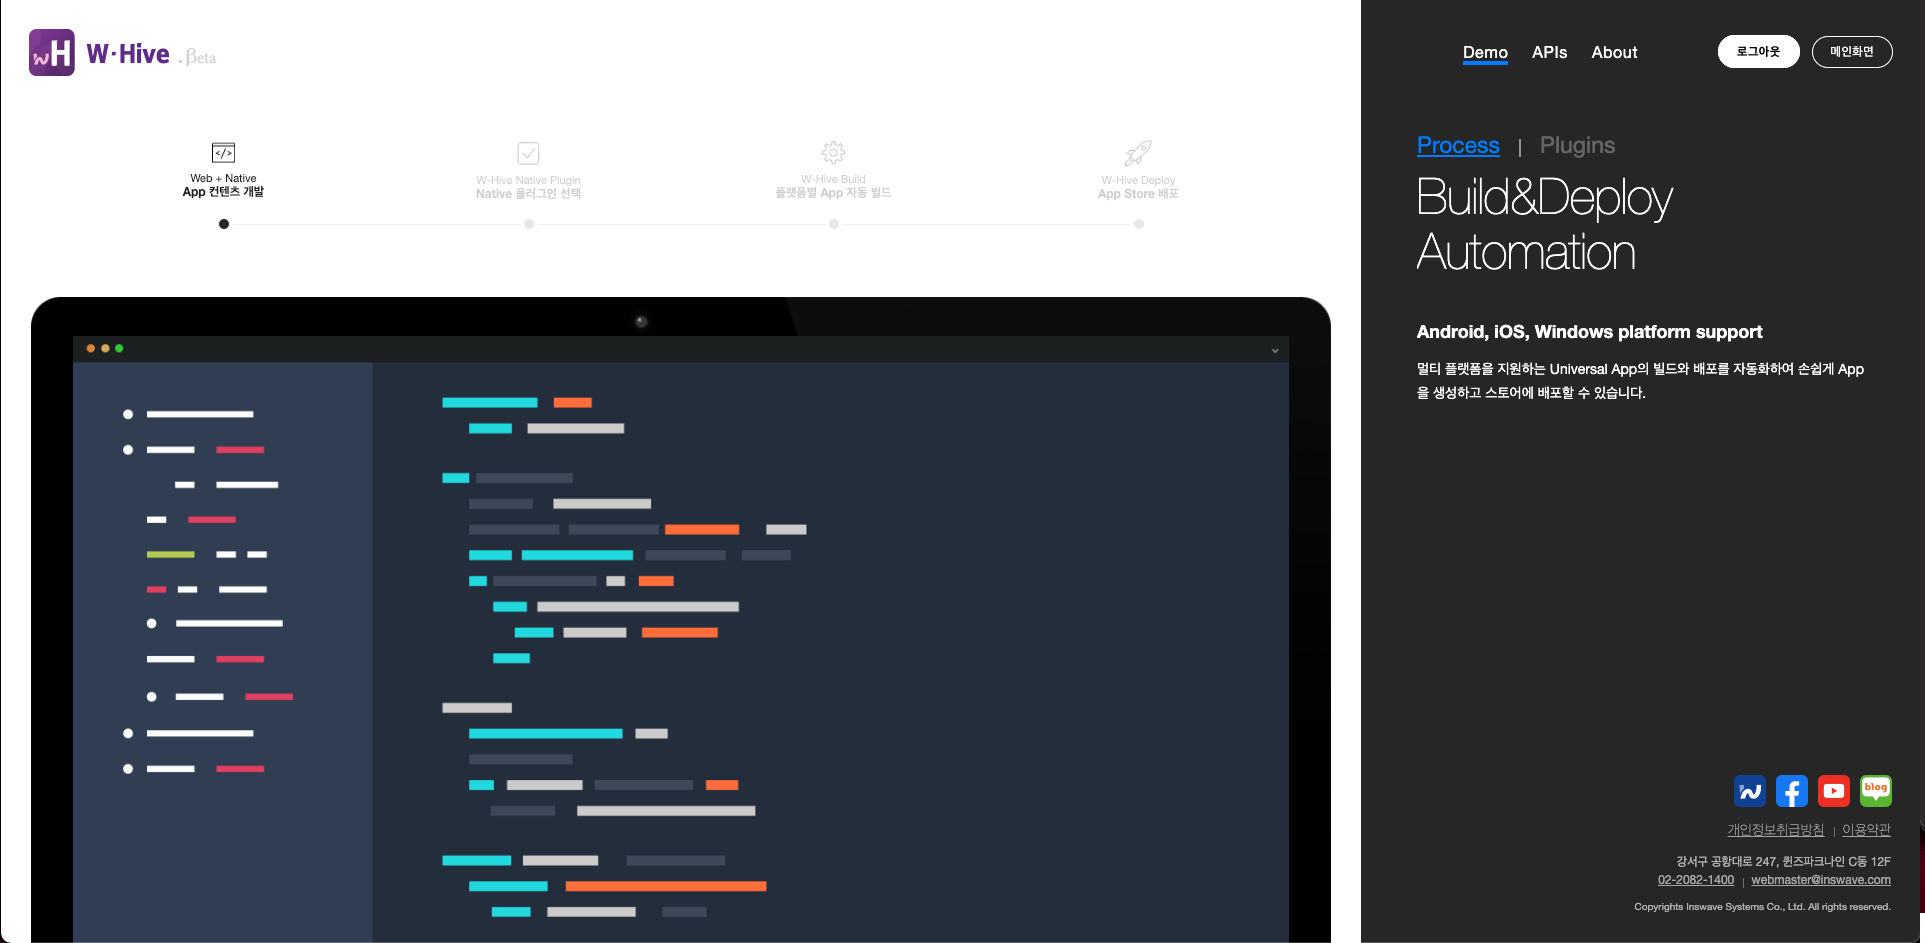 wH W·Hive .βeta
Web + Native
App 컨텐츠 개발
W-Hive Native Plugin
Native 플러그인 선택
W-Hive Build
플랫폼별 App 자동 빌드
W-Hive Deploy
App Store 배포
Demo APIs About 로그아웃 메인화면
Process | Plugins
Build&Deploy
Automation
Android, iOS, Windows platform support
멀티 플랫폼을 지원하는 Universal App의 빌드와 배포를 자동화하여 손쉽게 App
을 생성하고 스토어에 배포할 수 있습니다.
blog
개인정보취급방침 | 이용약관
강서구 공항대로 247, 퀸즈파크나인 C동 12F
02-2082-1400 | webmaster@inswave.com
Copyrights Inswave Systems Co., Ltd. All rights reserved.